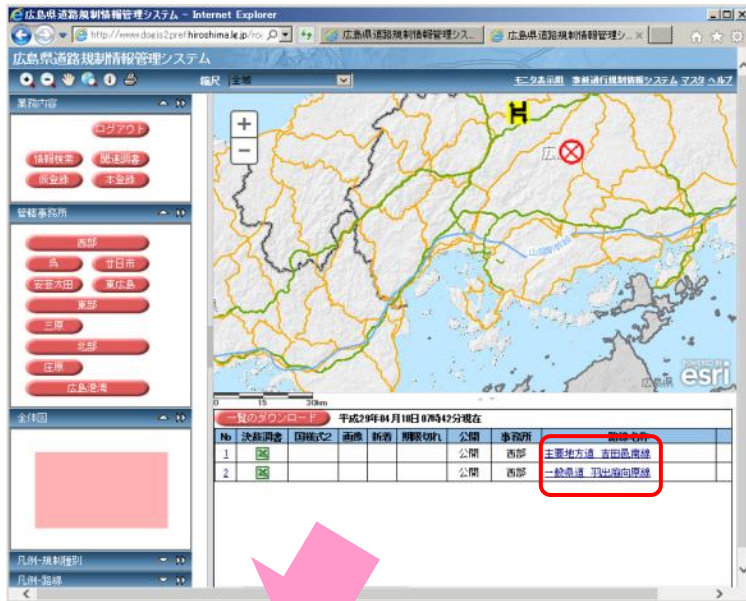 広島県道路規制情報管理システム - Internet Explorer
http://www.douis2.pref.hiroshima.lg.jp/roa
広島県道路規制情報管理シス...
広島県道路規制情報管理シ... ×
広島県道路規制情報管理システム
縮尺 全域
モニタ表示間 事前通行規制情報システム マスタ ヘルプ
業務内容
ログアウト
情報検索 関連調書
仮登録 本登録
管轄事務所
西部
呉 廿日市
安芸太田 東広島
東部
三原
北部
庄原
広島港湾
全体図
凡例-規制種別
凡例-路線
+
−
広
山陽新幹線
POWERED BY
esri
0 15 30km
一覧のダウンロード 平成29年04月18日07時42分現在
No 決裁調書 国様式2 画像 新着 期限切れ 公開 事務所 路線名称
1 公開 西部 主要地方道 吉田邑南線
2 公開 西部 一般県道 羽出庭向原線